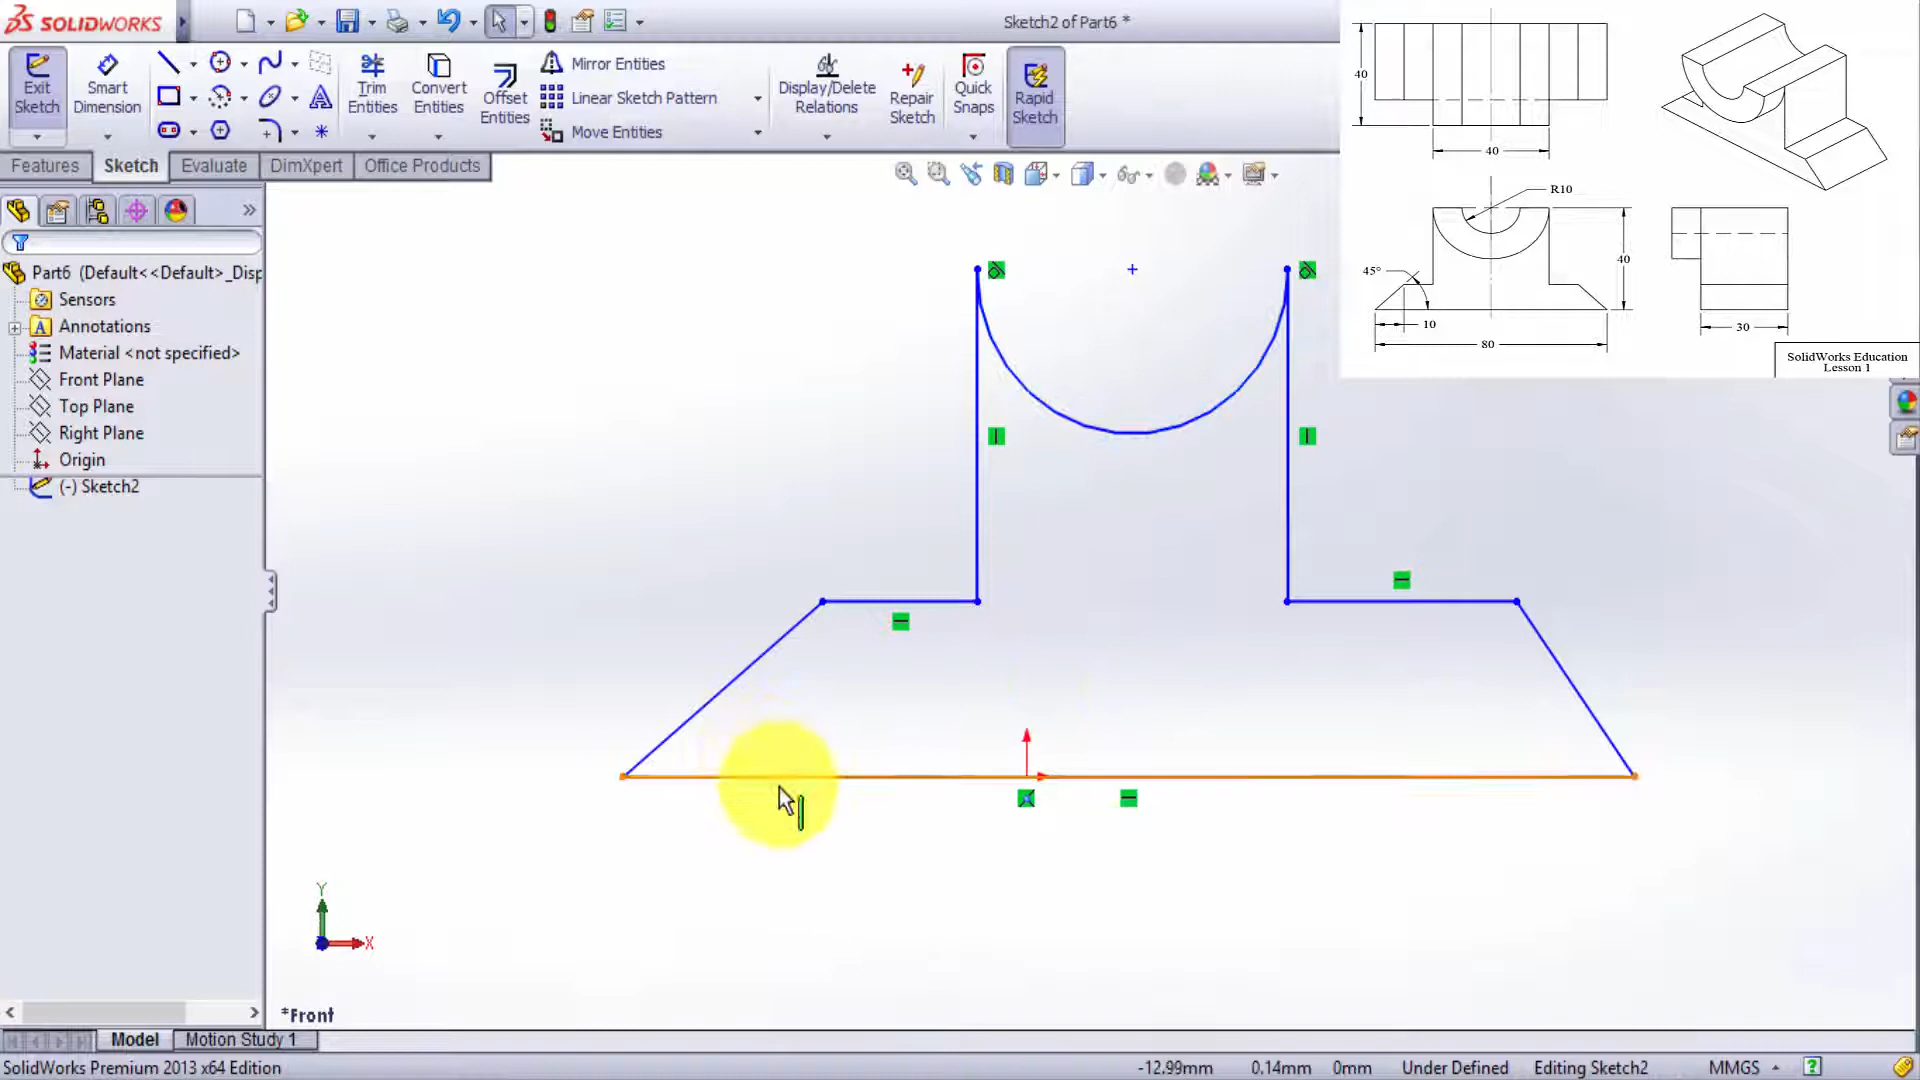 SOLIDWORKS
Sketch2 of Part6 *
Exit Sketch
Smart Dimension
Trim Entities
Convert Entities
Offset Entities
Mirror Entities
Linear Sketch Pattern
Move Entities
Display/Delete Relations
Repair Sketch
Quick Snaps
Rapid Sketch
Features
Sketch
Evaluate
DimXpert
Office Products
Part6 (Default<<Default>_Disp
Sensors
Annotations
Material <not specified>
Front Plane
Top Plane
Right Plane
Origin
(-) Sketch2
40
40
R10
45°
40
10
80
30
SolidWorks Education
Lesson 1
Y
X
*Front
Model
Motion Study 1
SolidWorks Premium 2013 x64 Edition
-12.99mm
0.14mm
0mm
Under Defined
Editing Sketch2
MMGS